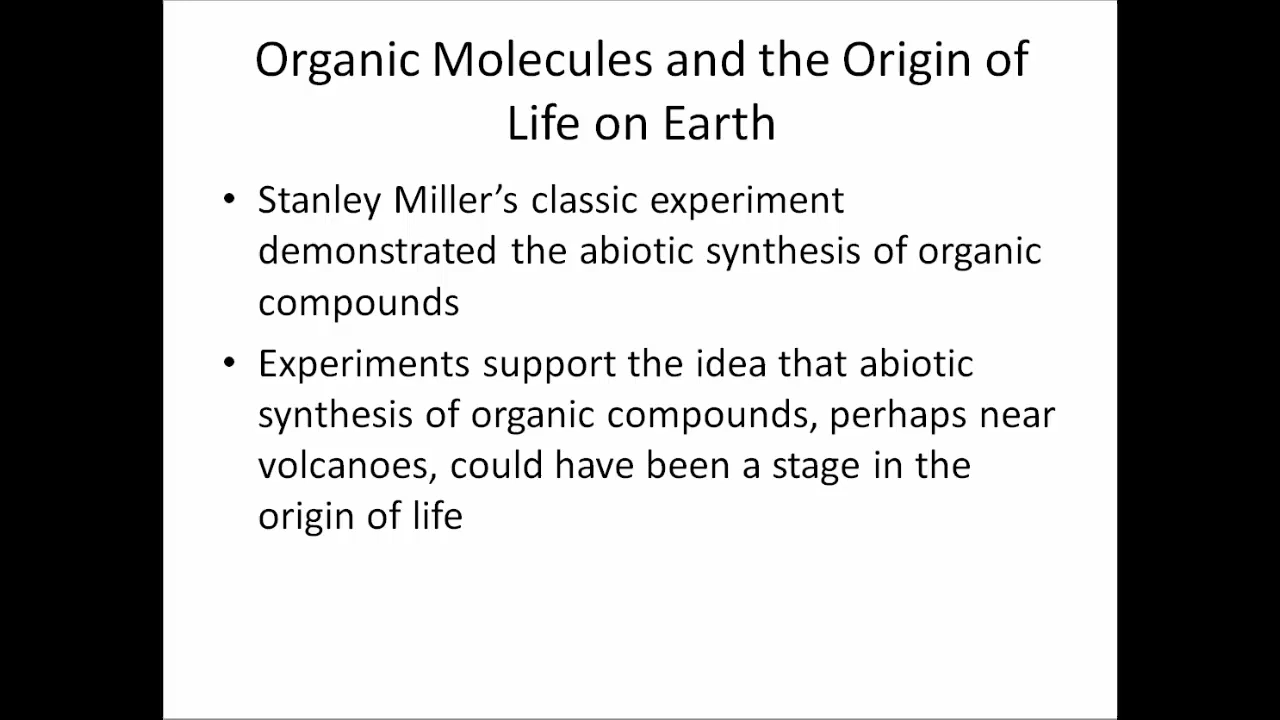 Organic Molecules and the Origin of
Life on Earth
• Stanley Miller’s classic experiment
demonstrated the abiotic synthesis of organic
compounds
• Experiments support the idea that abiotic
synthesis of organic compounds, perhaps near
volcanoes, could have been a stage in the
origin of life